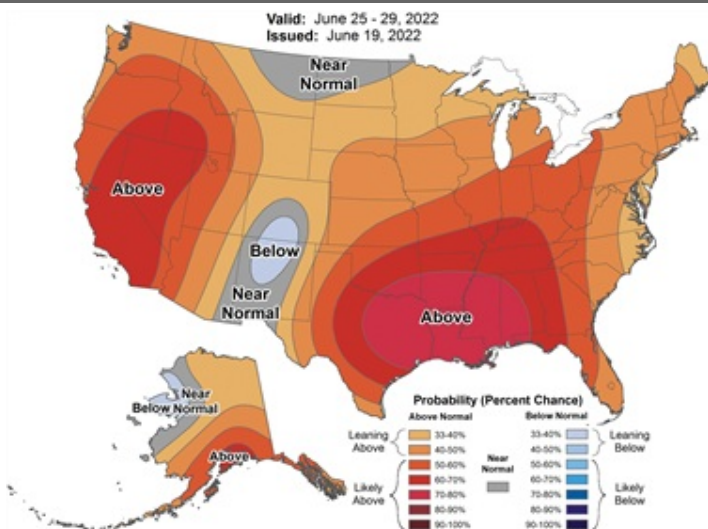 Valid: June 25 - 29, 2022
Issued: June 19, 2022
Near
Normal
Above
Below
Near
Normal
Above
Near
Below Normal
Above
Probability (Percent Chance)
Above Normal
Below Normal
Leaning
Above
33-40%
40-50%
Likely
Above
50-60%
60-70%
70-80%
80-90%
90-100%
Near
Normal
33-40%
40-50%
Leaning
Below
50-60%
60-70%
70-80%
80-90%
90-100%
Likely
Below